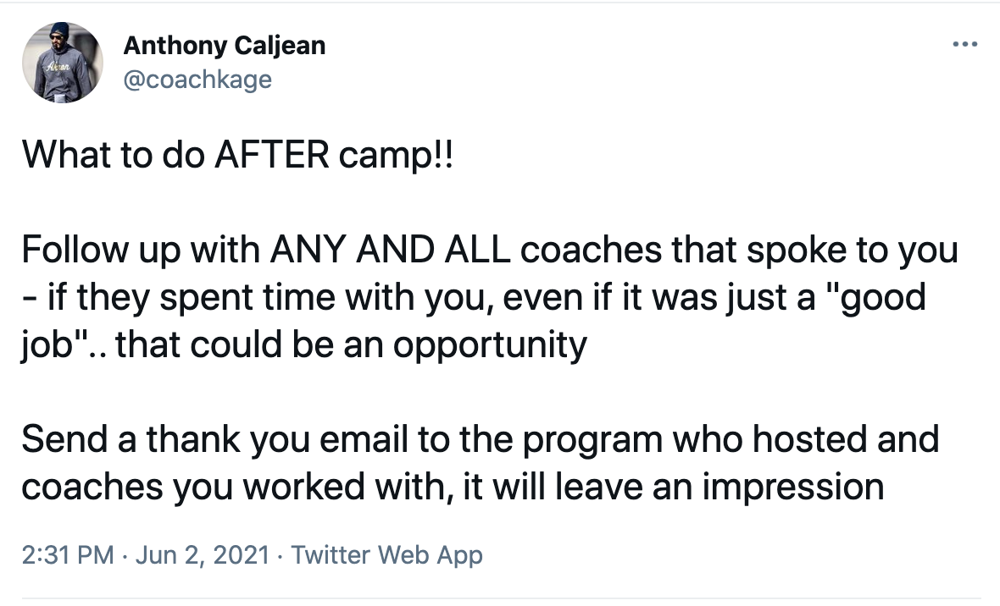 Anthony Caljean
@coachkage
What to do AFTER camp!!
Follow up with ANY AND ALL coaches that spoke to you
- if they spent time with you, even if it was just a "good
job".. that could be an opportunity
Send a thank you email to the program who hosted and
coaches you worked with, it will leave an impression
2:31 PM · Jun 2, 2021 · Twitter Web App
Akron